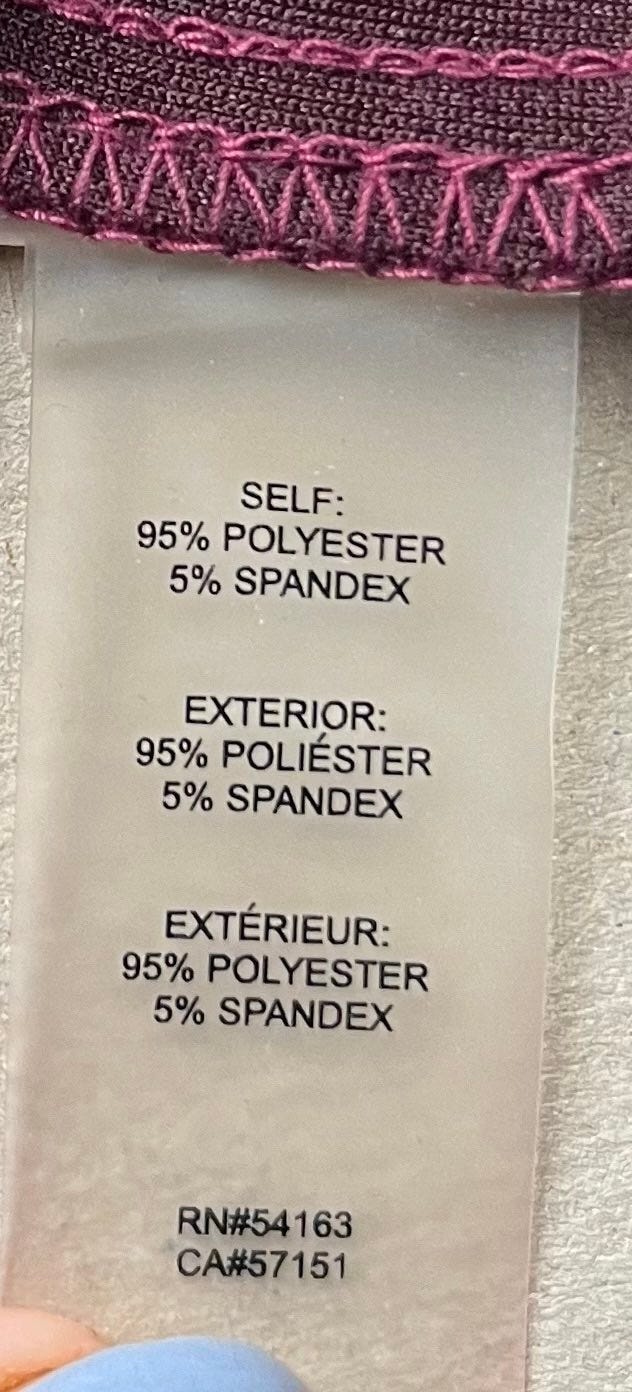 SELF:
95% POLYESTER
5% SPANDEX
EXTERIOR:
95% POLIÉSTER
5% SPANDEX
EXTÉRIEUR:
95% POLYESTER
5% SPANDEX
RN#54163
CA#57151